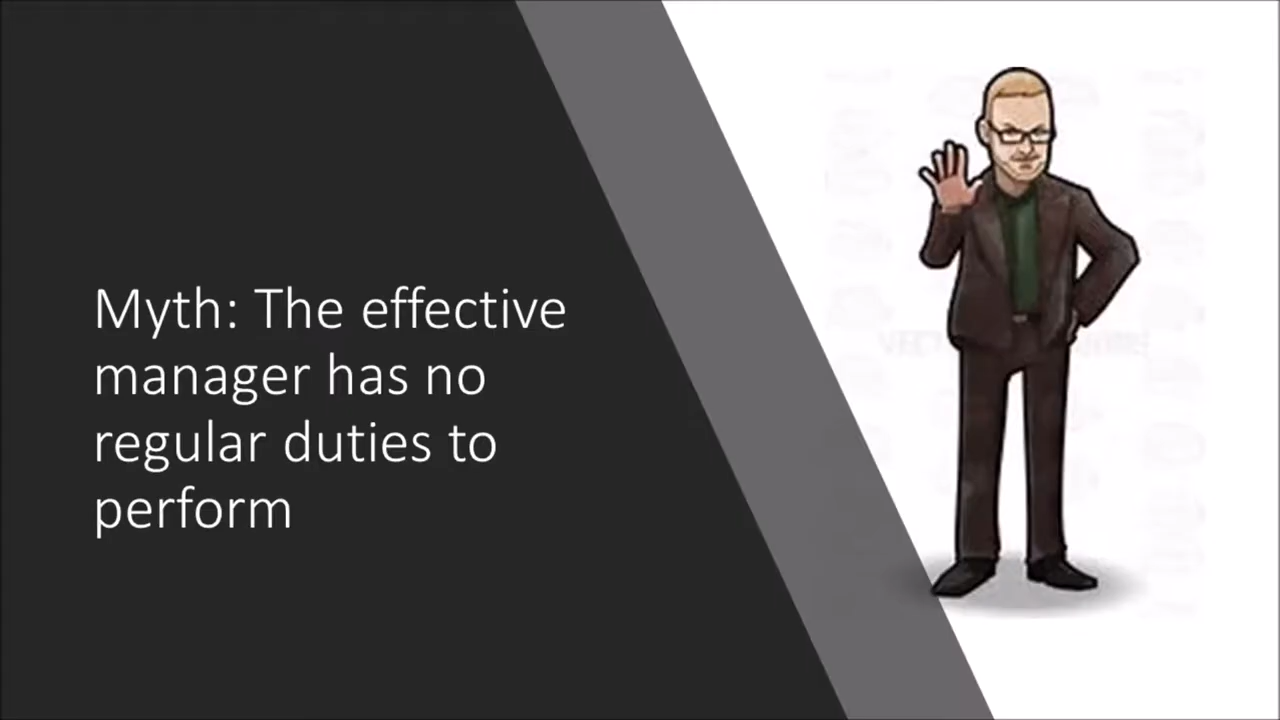 Myth: The effective
manager has no
regular duties to
perform